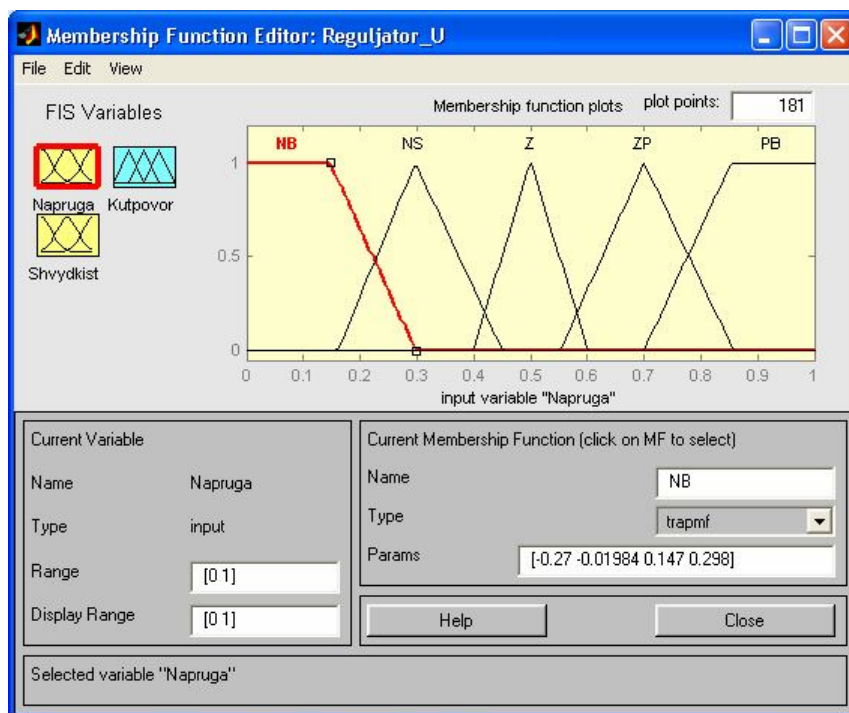 Membership Function Editor: Reguljator_U
File Edit View
FIS Variables
Membership function plots plot points: 181
Napruga Kutpovor
Shvydkist
NB NS Z ZP PB
1
0.5
0
0 0.1 0.2 0.3 0.4 0.5 0.6 0.7 0.8 0.9 1
input variable "Napruga"
Current Variable
Name Napruga
Type input
Range [0 1]
Display Range [0 1]
Current Membership Function (click on MF to select)
Name NB
Type trapmf
Params [-0.27 -0.01984 0.147 0.298]
Help Close
Selected variable "Napruga"